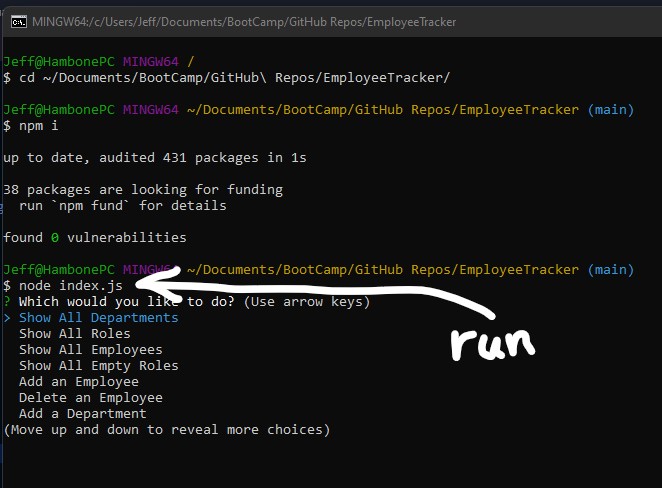 MINGW64:/c/Users/Jeff/Documents/BootCamp/GitHub Repos/EmployeeTracker
Jeff@HambonePC MINGW64 /
$ cd ~/Documents/BootCamp/GitHub\ Repos/EmployeeTracker/
Jeff@HambonePC MINGW64 ~/Documents/BootCamp/GitHub Repos/EmployeeTracker (main)
$ npm i
up to date, audited 431 packages in 1s
38 packages are looking for funding
run `npm fund` for details
found 0 vulnerabilities
Jeff@HambonePC MINGW64 ~/Documents/BootCamp/GitHub Repos/EmployeeTracker (main)
$ node index.js
? Which would you like to do? (Use arrow keys)
> Show All Departments
Show All Roles
Show All Employees
Show All Empty Roles
Add an Employee
Delete an Employee
Add a Department
(Move up and down to reveal more choices)
run